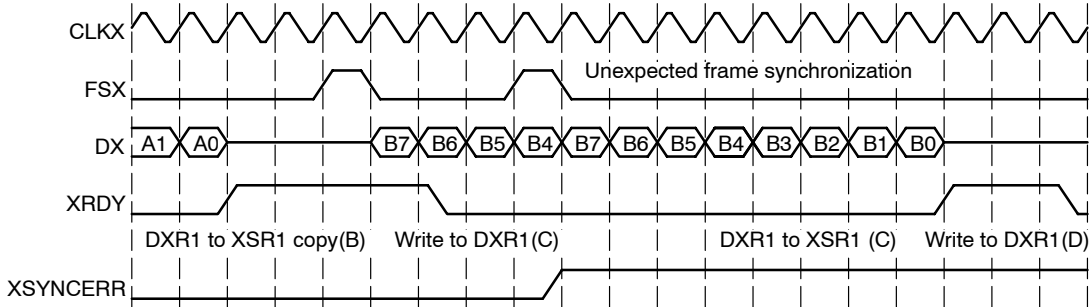 CLKX
FSX Unexpected frame synchronization
DX A1 A0 B7 B6 B5 B4 B7 B6 B5 B4 B3 B2 B1 B0
XRDY
DXR1 to XSR1 copy(B) Write to DXR1(C) DXR1 to XSR1 (C) Write to DXR1(D)
XSYNCERR